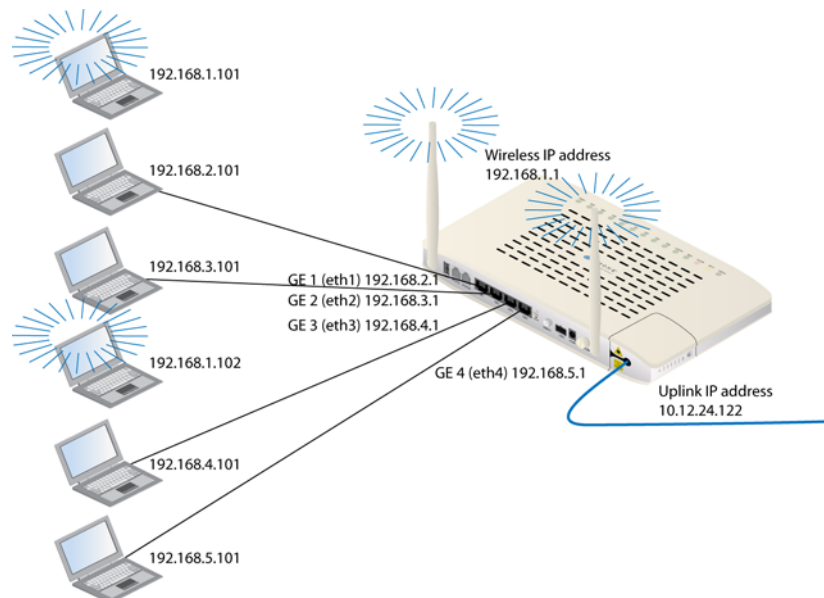 192.168.1.101
192.168.2.101
Wireless IP address
192.168.1.1
192.168.3.101
GE 1 (eth1) 192.168.2.1
GE 2 (eth2) 192.168.3.1
GE 3 (eth3) 192.168.4.1
192.168.1.102
GE 4 (eth4) 192.168.5.1
Uplink IP address
10.12.24.122
192.168.4.101
192.168.5.101